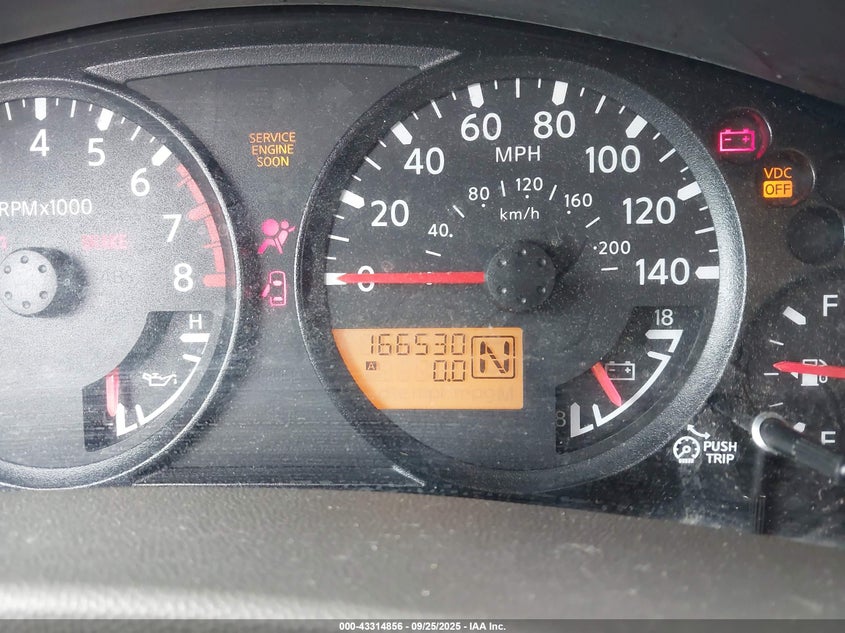 4
5
6
7
8
RPMx1000
BRAKE
H
SERVICE
ENGINE
SOON
0
20
40
60
80
100
120
140
MPH
40
80
120
160
200
km/h
166530
A
0.0
N
18
8
VDC
OFF
PUSH
TRIP
F
E
000-43314856 - 09/25/2025 - IAA Inc.